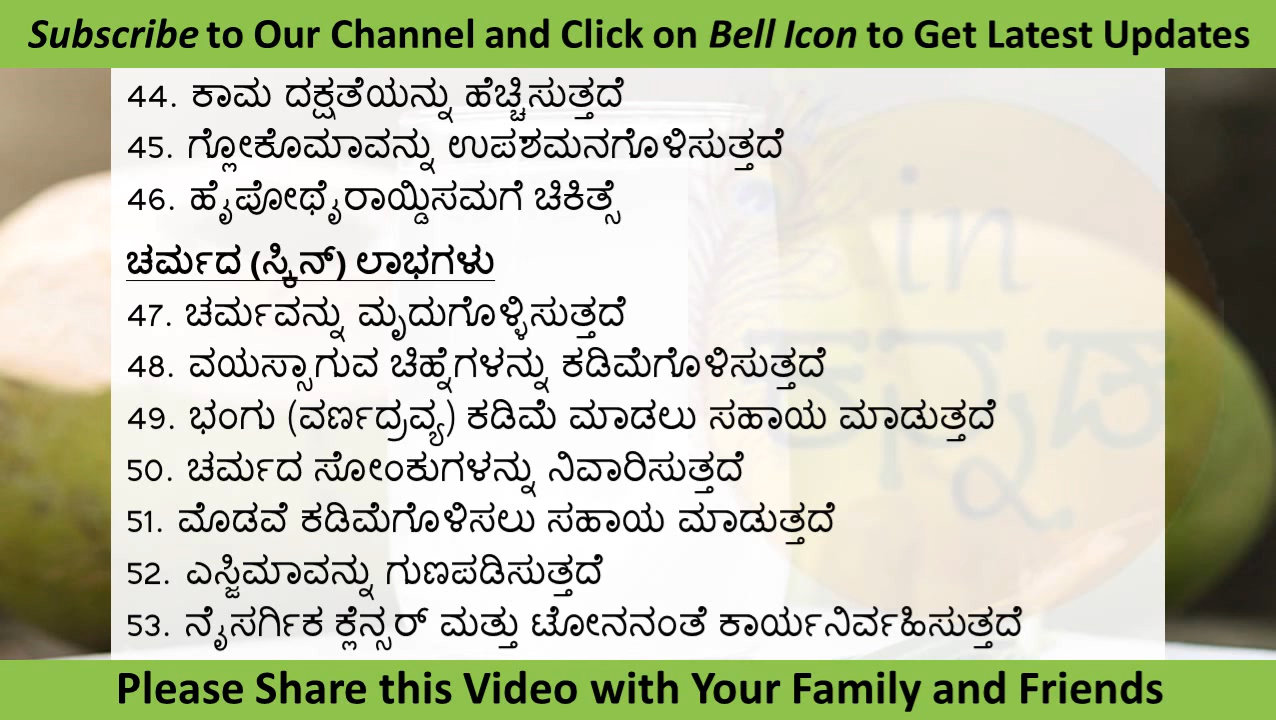 Subscribe to Our Channel and Click on Bell Icon to Get Latest Updates
44. ಕಾಮ ದಕ್ಷತೆಯನ್ನು ಹೆಚ್ಚಿಸುತ್ತದೆ
45. ಗ್ಲೋಕೊಮಾವನ್ನು ಉಪಶಮನಗೊಳಿಸುತ್ತದೆ
46. ಹೈಪೋಥೈರಾಯ್ಡಿಸಮಗೆ ಚಿಕಿತ್ಸೆ
ಚರ್ಮದ (ಸ್ಕಿನ್) ಲಾಭಗಳು
47. ಚರ್ಮವನ್ನು ಮೃದುಗೊಳ್ಳಿಸುತ್ತದೆ
48. ವಯಸ್ಸಾಗುವ ಚಿಹ್ನೆಗಳನ್ನು ಕಡಿಮೆಗೊಳಿಸುತ್ತದೆ
49. ಭಂಗು (ವರ್ಣದ್ರವ್ಯ) ಕಡಿಮೆ ಮಾಡಲು ಸಹಾಯ ಮಾಡುತ್ತದೆ
50. ಚರ್ಮದ ಸೋಂಕುಗಳನ್ನು ನಿವಾರಿಸುತ್ತದೆ
51. ಮೊಡವೆ ಕಡಿಮೆಗೊಳಿಸಲು ಸಹಾಯ ಮಾಡುತ್ತದೆ
52. ಎಸ್ಜಿಮಾವನ್ನು ಗುಣಪಡಿಸುತ್ತದೆ
53. ನೈಸರ್ಗಿಕ ಕ್ಲೆನ್ಸರ್ ಮತ್ತು ಟೋನನಂತೆ ಕಾರ್ಯನಿರ್ವಹಿಸುತ್ತದೆ
in
ಕನ್ನಡ
Please Share this Video with Your Family and Friends